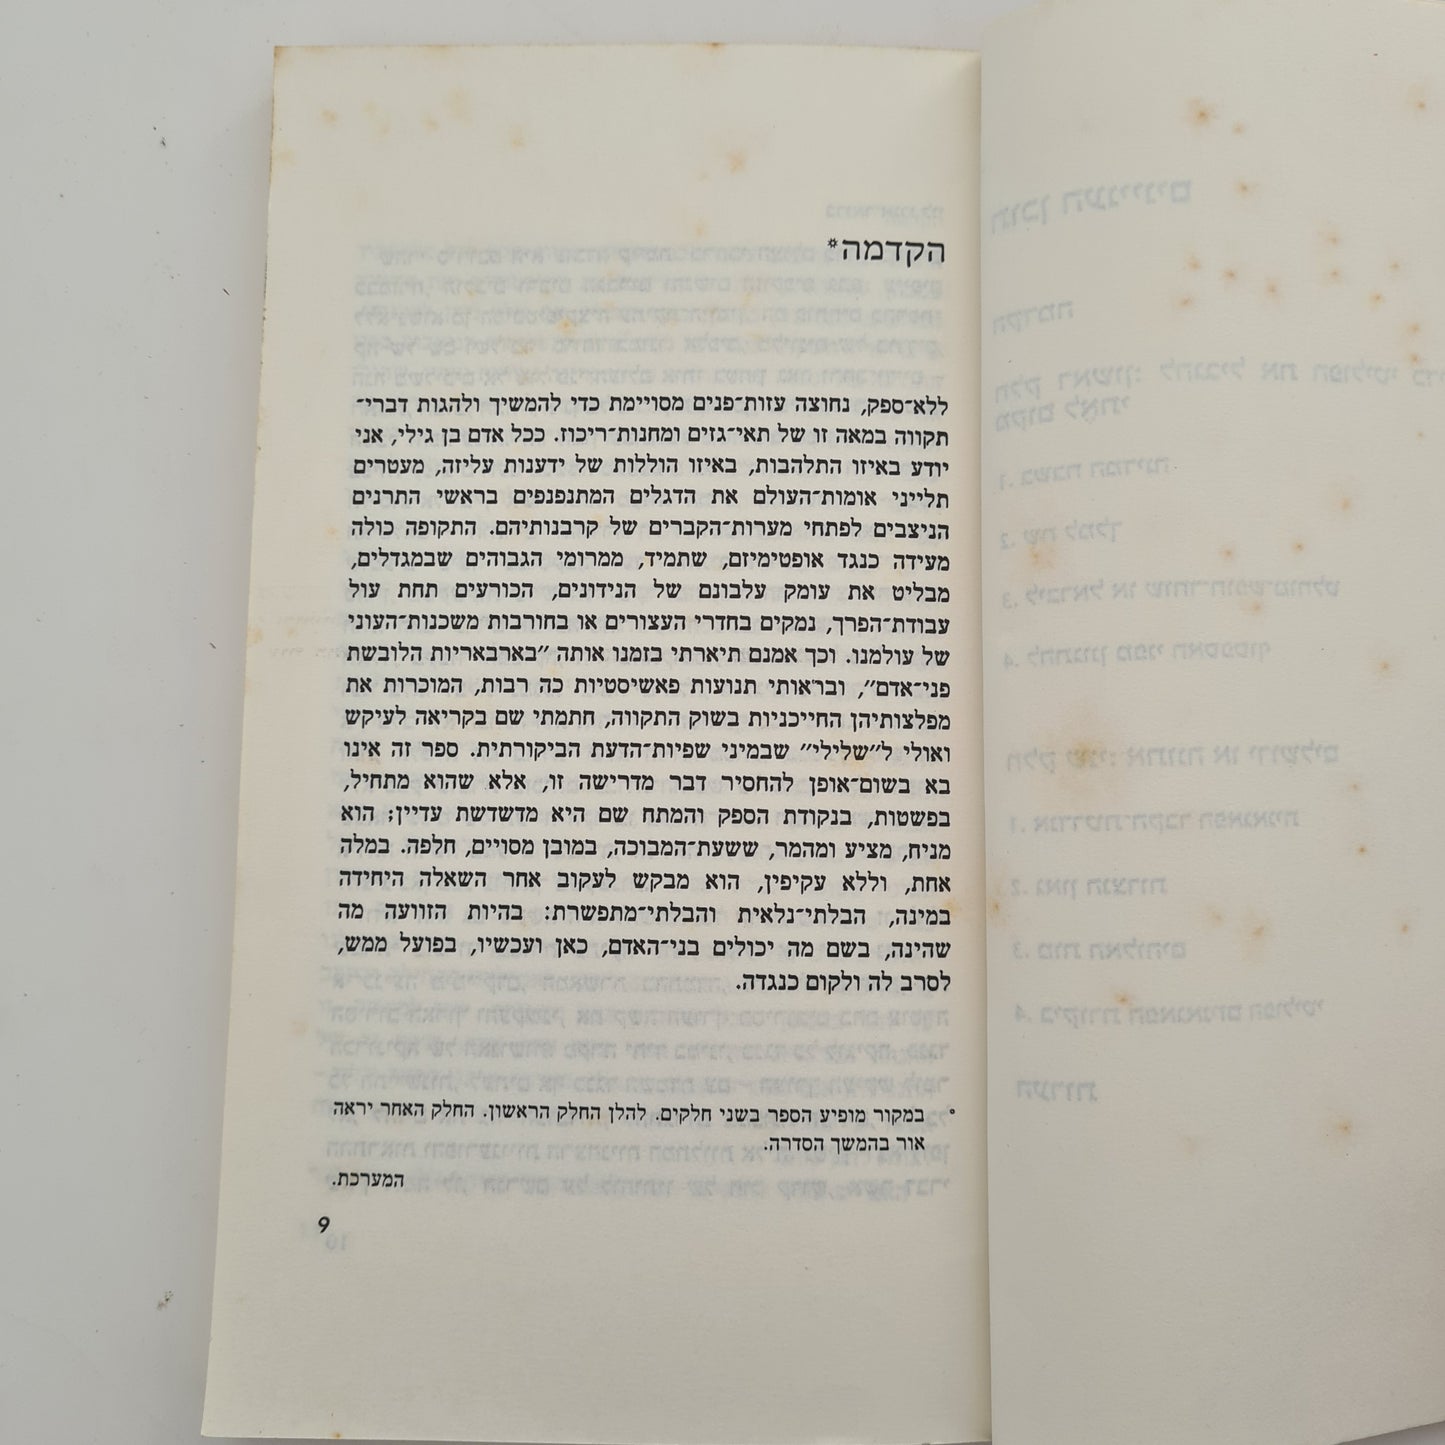 הקדמה*
ללא־ספק, נחוצה עזות־פנים מסויימת כדי להמשיך ולהגות דברי־
תקווה במאה זו של תאי־גזים ומחנות־ריכוז. ככל אדם בן גילי, אני
יודע באיזו התלהבות, באיזו הוללות של ידענות עליזה, מעטרים
תלייני אומות־העולם את הדגלים המתנפנפים בראשי התרנים
הניצבים לפתחי מערות־הקברים של קרבנותיהם. התקופה כולה
מעידה כנגד אופטימיזם, שתמיד, ממרומי הגבוהים שבמגדלים,
מבליט את עומק עלבונם של הנידונים, הכורעים תחת עול
עבודת־הפרך, נמקים בחדרי העצורים או בחורבות משכנות־העוני
של עולמנו. וכך אמנם תיארתי בזמנו אותה "בארבאריות הלובשת
פני־אדם", ובראותי תנועות פאשיסטיות כה רבות, המוכרות את
מפלצותיהן החייכניות בשוק התקווה, חתמתי שם בקריאה לעיקש
ואולי ל"שלילי" שבמיני שפיות־הדעת הביקורתית. ספר זה אינו
בא בשום־אופן להחסיר דבר מדרישה זו, אלא שהוא מתחיל,
בפשטות, בנקודת הספק והמתח שם היא מדשדשת עדיין; הוא
מניח, מציע ומהמר, ששעת־המבוכה, במובן מסויים, חלפה. במלה
אחת, וללא עקיפין, הוא מבקש לעקוב אחר השאלה היחידה
במינה, הבלתי־נלאית והבלתי־מתפשרת: בהיות הזוועה מה
שהינה, בשם מה יכולים בני־האדם, כאן ועכשיו, בפועל ממש,
לסרב לה ולקום כנגדה.
* במקור מופיע הספר בשני חלקים. להלן החלק הראשון. החלק האחר יראה
אור בהמשך הסדרה.
המערכת.
9